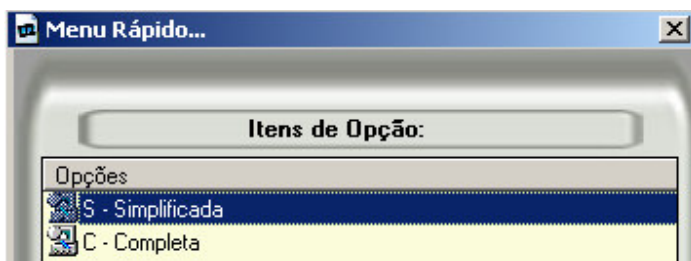 Menu Rápido...
Itens de Opção:
Opções
S - Simplificada
C - Completa